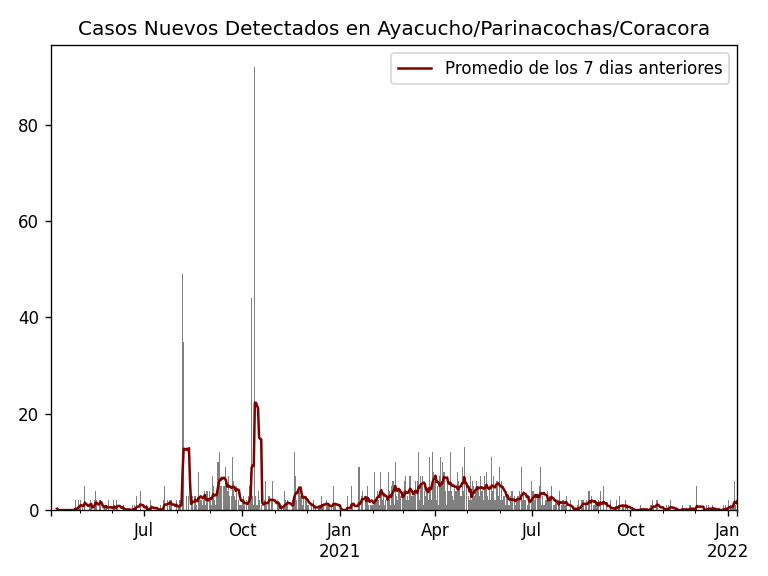 Casos Nuevos Detectados en Ayacucho/Parinacochas/Coracora
Promedio de los 7 dias anteriores
80
60
40
20
0
Jul
Oct
Jan
2021
Apr
Jul
Oct
Jan
2022